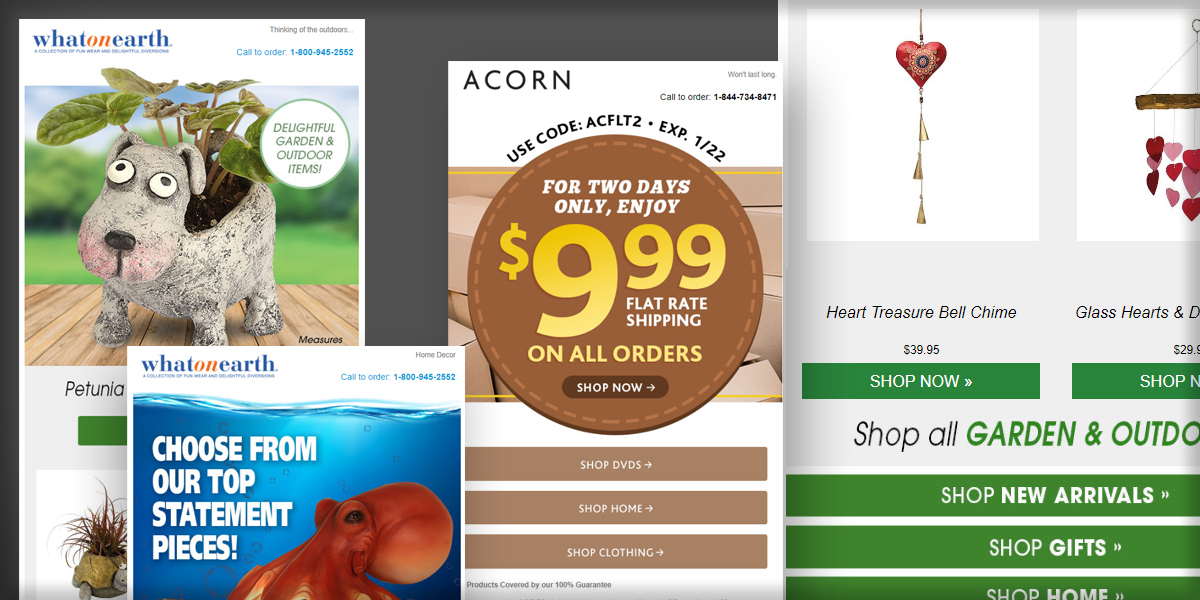 whatonearth.
A COLLECTION OF FUN WEAR AND DELIGHTFUL DIVERSIONS
Thinking of the outdoors...
Call to order: 1-800-945-2552
DELIGHTFUL
GARDEN &
OUTDOOR
ITEMS!
Measures
Petunia
whatonearth.
A COLLECTION OF FUN WEAR AND DELIGHTFUL DIVERSIONS
Home Decor
Call to order: 1-800-945-2552
CHOOSE FROM
OUR TOP
STATEMENT
PIECES!
ACORN
Won't last long.
Call to order: 1-844-734-8471
USE CODE: ACFLT2 • EXP. 1/22
FOR TWO DAYS
ONLY, ENJOY
$9.99
FLAT RATE
SHIPPING
ON ALL ORDERS
SHOP NOW →
SHOP DVDS →
SHOP HOME →
SHOP CLOTHING →
Products Covered by our 100% Guarantee
Heart Treasure Bell Chime
$39.95
SHOP NOW »
Glass Hearts & D
$29.9
SHOP N
Shop all GARDEN & OUTDO
SHOP NEW ARRIVALS »
SHOP GIFTS »
SHOP HOME »